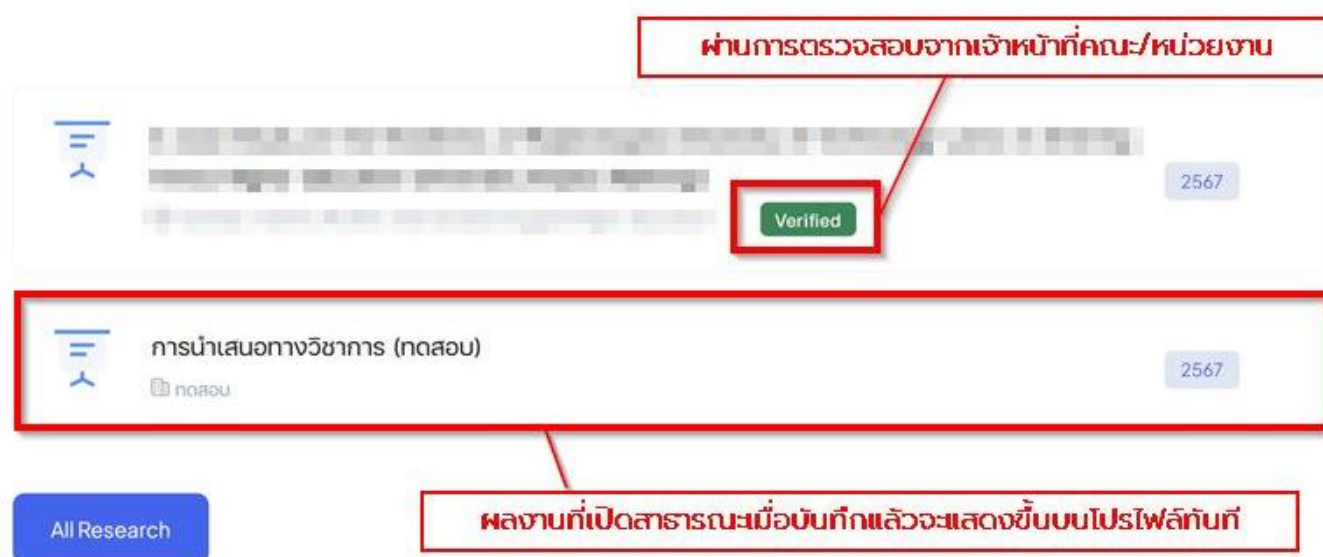 ผ่านการตรวจสอบจากเจ้าหน้าที่คณะ/หน่วยงาน
2567
Verified
การนำเสนอทางวิชาการ (ทดสอบ)
2567
ทดสอบ
ผลงานที่เปิดสาธารณะเมื่อบันทึกแล้วจะแสดงขึ้นบนโปรไฟล์ทันที
All Research